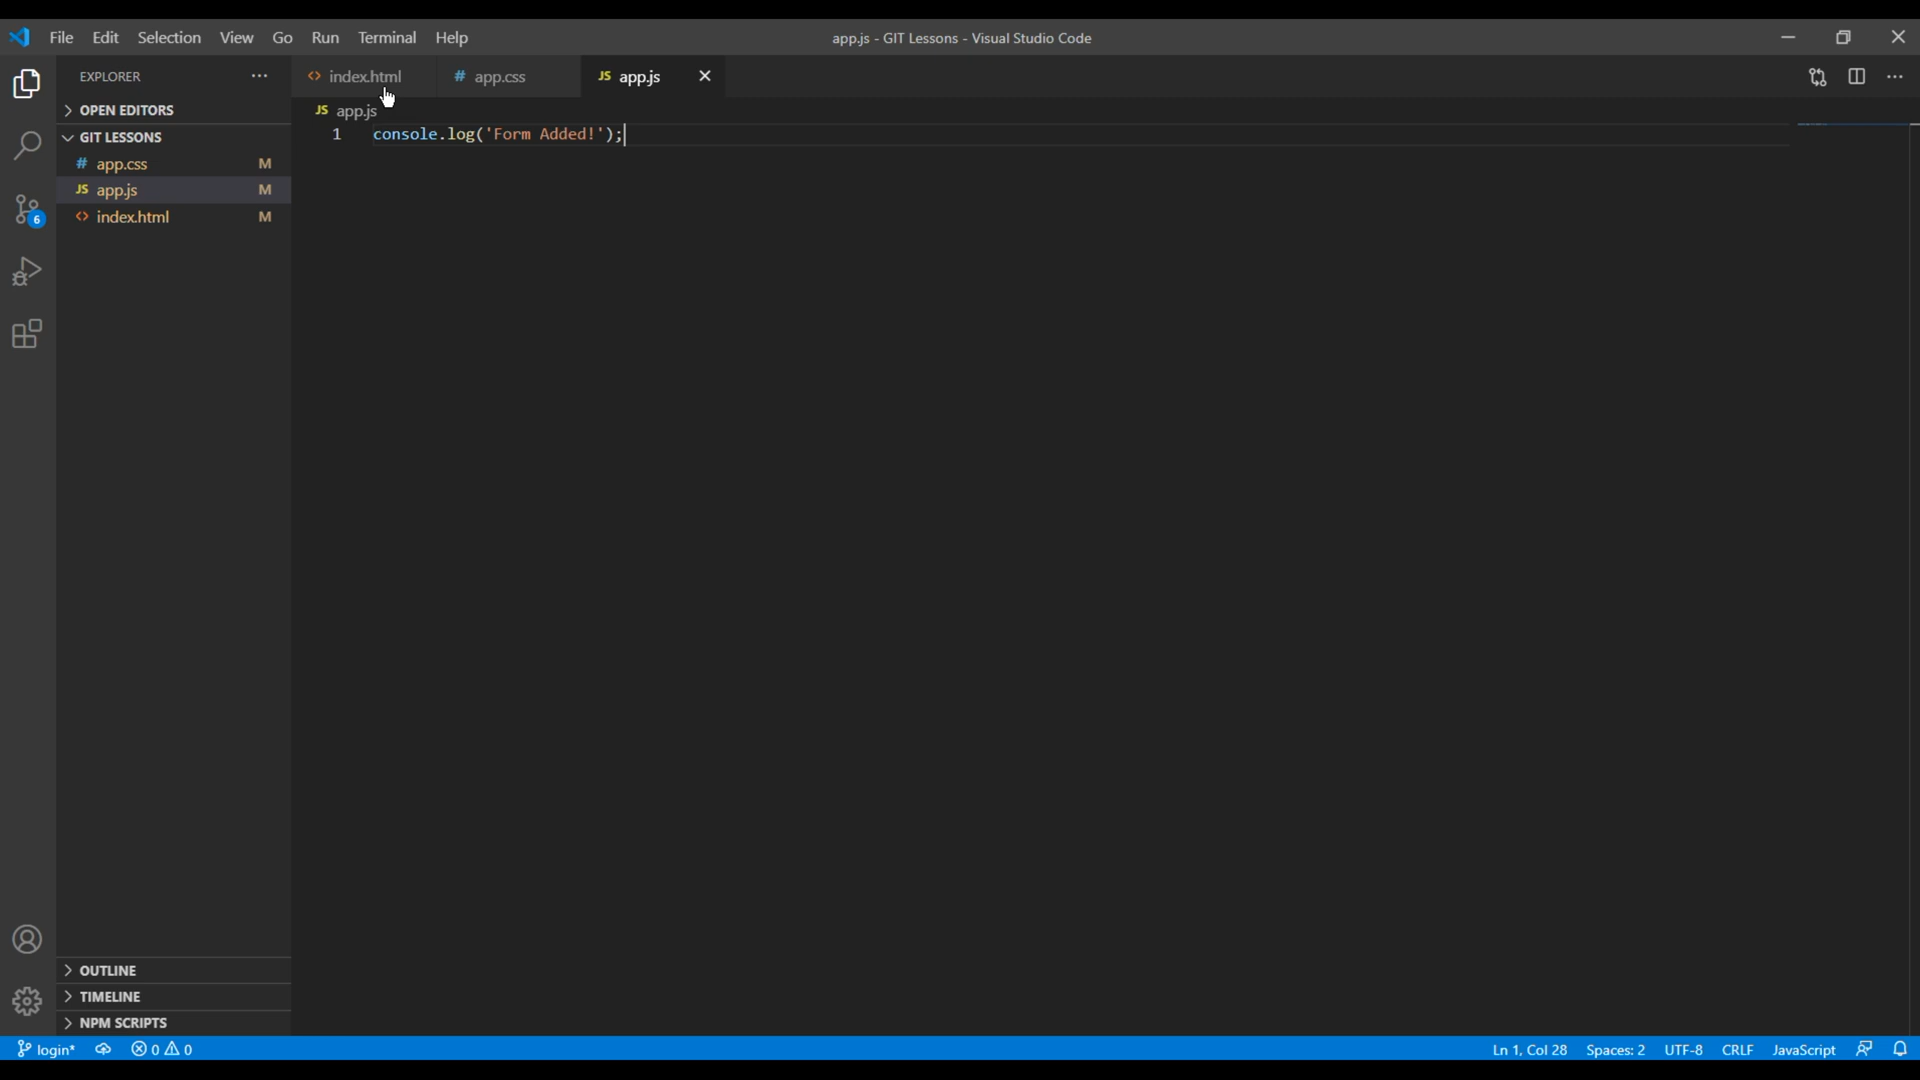 File Edit Selection View Go Run Terminal Help
app.js - GIT Lessons - Visual Studio Code
EXPLORER
index.html
# app.css
JS app.js
OPEN EDITORS
JS app.js
GIT LESSONS
1 console.log('Form Added!');
# app.css M
JS app.js M
index.html M
6
OUTLINE
TIMELINE
NPM SCRIPTS
login* 0 0 Ln 1, Col 28 Spaces: 2 UTF-8 CRLF JavaScript